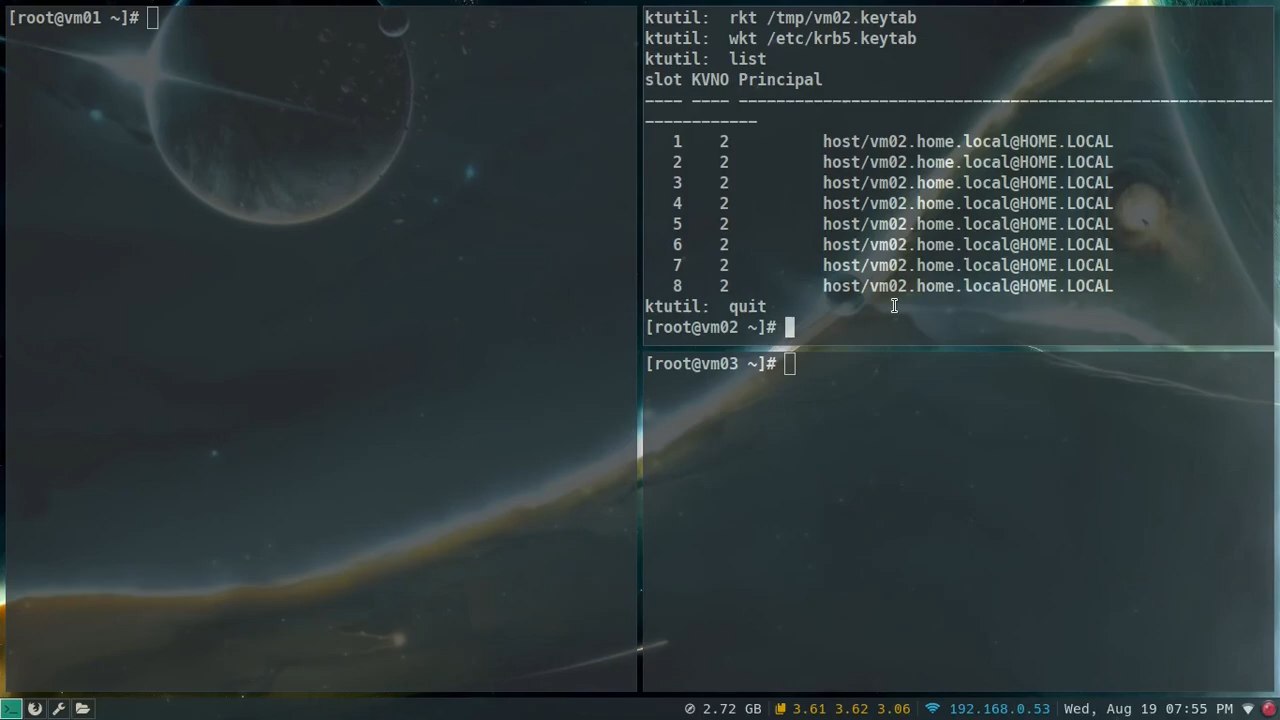 [root@vm01 ~]#
ktutil:  rkt /tmp/vm02.keytab
ktutil:  wkt /etc/krb5.keytab
ktutil:  list
slot KVNO Principal
---- ---- ---------------------------------------------------------------------
------------
1    2            host/vm02.home.local@HOME.LOCAL
2    2            host/vm02.home.local@HOME.LOCAL
3    2            host/vm02.home.local@HOME.LOCAL
4    2            host/vm02.home.local@HOME.LOCAL
5    2            host/vm02.home.local@HOME.LOCAL
6    2            host/vm02.home.local@HOME.LOCAL
7    2            host/vm02.home.local@HOME.LOCAL
8    2            host/vm02.home.local@HOME.LOCAL
ktutil:  quit
[root@vm02 ~]#
[root@vm03 ~]#
2.72 GB 3.61 3.62 3.06 192.168.0.53 Wed, Aug 19 07:55 PM